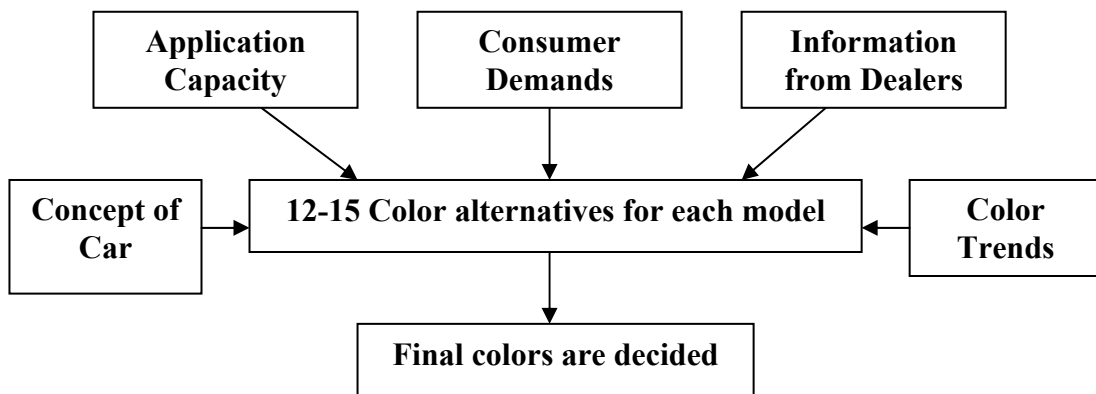 Application
Capacity
Consumer
Demands
Information
from Dealers
Concept of
Car
12-15 Color alternatives for each model
Color
Trends
Final colors are decided